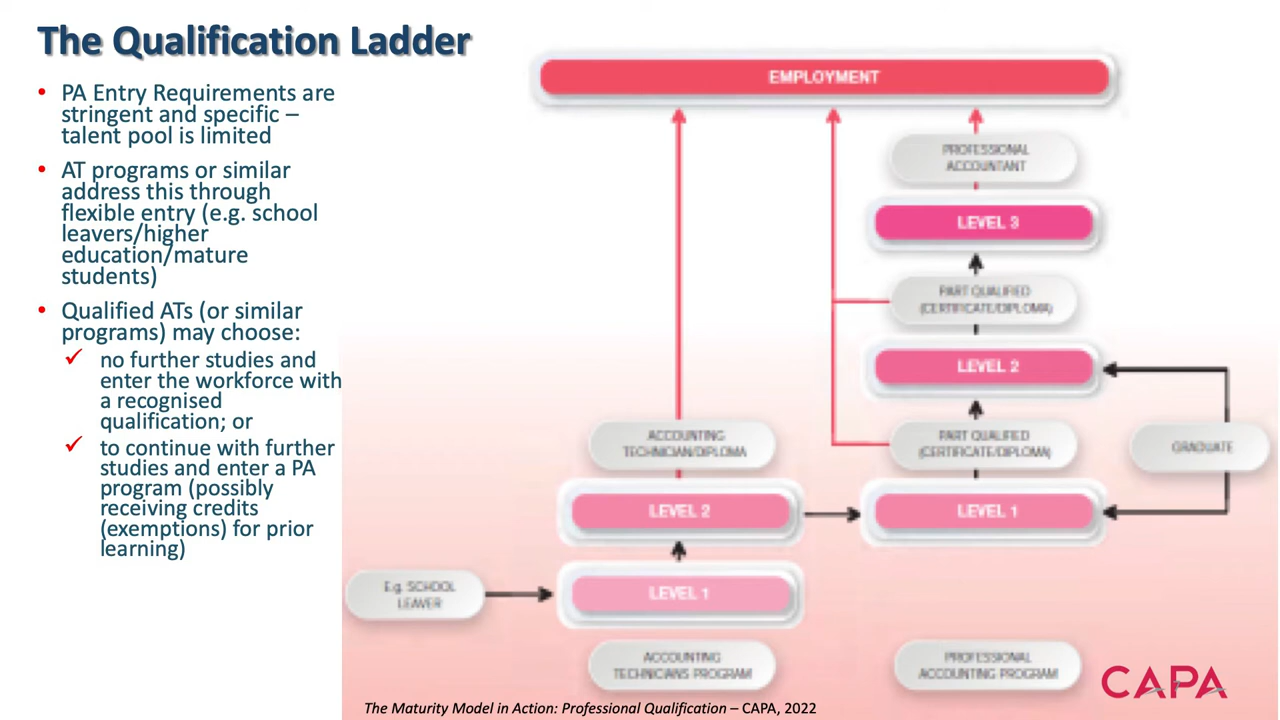 The Qualification Ladder
• PA Entry Requirements are
stringent and specific –
talent pool is limited
• AT programs or similar
address this through
flexible entry (e.g. school
leavers/higher
education/mature
students)
• Qualified ATs (or similar
programs) may choose:
✓ no further studies and
enter the workforce with
a recognised
qualification; or
✓ to continue with further
studies and enter a PA
program (possibly
receiving credits
(exemptions) for prior
learning)
EMPLOYMENT
PROFESSIONAL
ACCOUNTANT
LEVEL 3
PART QUALIFIED
(CERTIFICATE/DIPLOMA)
LEVEL 2
ACCOUNTING
TECHNICIAN/DIPLOMA
PART QUALIFIED
(CERTIFICATE/DIPLOMA)
GRADUATE
LEVEL 2
LEVEL 1
E.g. SCHOOL
LEAVER
LEVEL 1
ACCOUNTING
TECHNICIANS PROGRAM
PROFESSIONAL
ACCOUNTING PROGRAM
CAPA
The Maturity Model in Action: Professional Qualification – CAPA, 2022